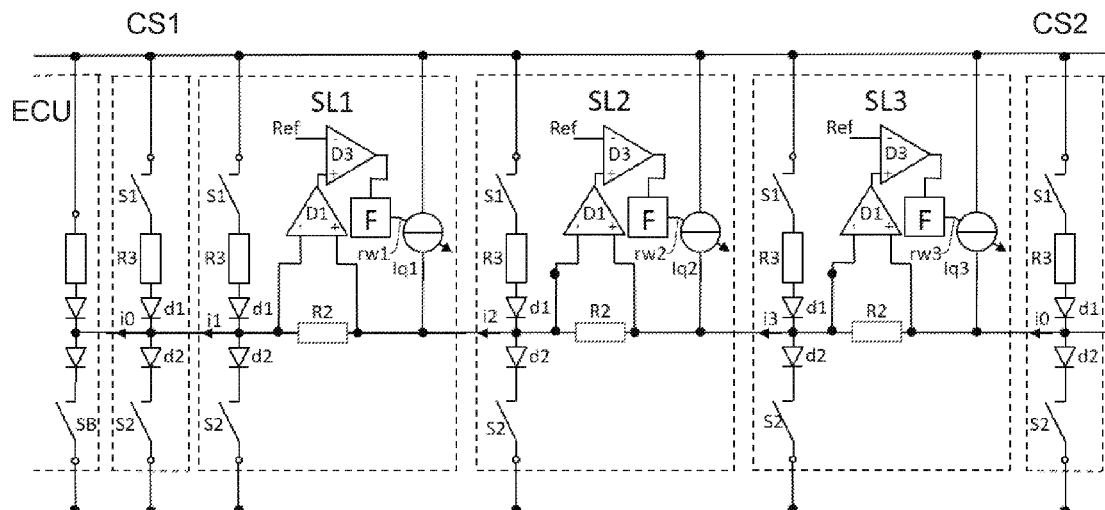 CS1
CS2
ECU
SL1
SL2
SL3
Ref
D3
Ref
D3
Ref
D3
S1
S1
D1
F
S1
D1
F
S1
D1
F
S1
R3
R3
rw1
Iq1
R3
rw2
Iq2
R3
rw3
Iq3
R3
d1
d1
d1
d1
d1
i0
i1
R2
i2
R2
i3
R2
i0
d2
d2
d2
d2
d2
SB
S2
S2
S2
S2
S2
- +
- +
- +
- +
- +
- +